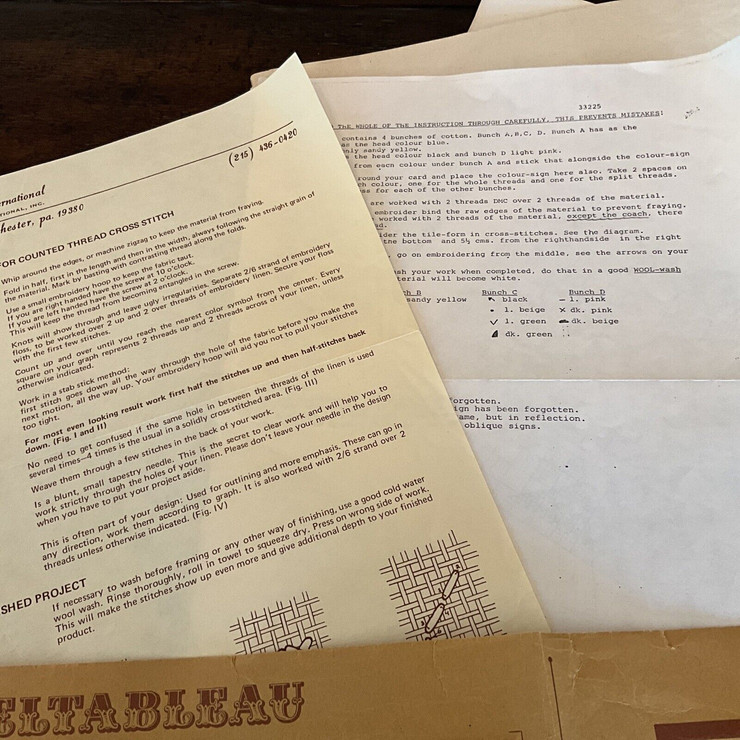 rnational
TIONAL, INC.
hester, pa. 19380
(215) 436-0420
OR COUNTED THREAD CROSS STITCH
Whip around the edges, or machine zigzag to keep the material from fraying.
Fold in half, first in the length and then in the width, always following the straight grain of
the material. Mark by basting with contrasting thread along the folds.
Use a small embroidery hoop to keep the fabric taut.
If you are right handed have the screw at 10 o'clock.
If you are left handed have the screw at 2 o'clock.
This will keep the thread from becoming entangled in the screw.
Knots will show through and leave ugly irregularities. Separate 2/6 strand of embroidery
floss, to be worked over 2 up and 2 over threads of embroidery linen. Secure your floss
with the first few stitches.
Count up and over until you reach the nearest color symbol from the center. Every
square on your graph represents 2 threads up and 2 threads across of your linen, unless
otherwise indicated.
Work in a stab stick method:
first stitch goes down all the way through the hole of the fabric before you make the
next motion, all the way up. Your embroidery hoop will aid you not to pull your stitches
too tight.
For most even looking result work first half the stitches up and then half-stitches back
down. (Fig. I and II)
No need to get confused if the same hole in between the threads of the linen is used
several times—4 times is the usual in a solidly cross-stitched area. (Fig. III)
Weave them through a few stitches in the back of your work.
Is a blunt, small tapestry needle. This is the secret to clear work and will help you to
work strictly through the holes of your linen. Please don't leave your needle in the design
when you have to put your project aside.
This is often part of your design: Used for outlining and more emphasis. These can go in
any direction, work them according to graph. It is also worked with 2/6 strand over 2
threads unless otherwise indicated. (Fig. IV)
SHED PROJECT
If necessary to wash before framing or any other way of finishing, use a good cold water
wool wash. Rinse thoroughly, roll in towel to squeeze dry. Press on wrong side of work.
This will make the stitches show up even more and give additional depth to your finished
product.
33225
THE WHOLE OF THE INSTRUCTION THROUGH CAREFULLY, THIS PREVENTS MISTAKES!
contains 4 bunches of cotton. Bunch A,B,C, D. Bunch A has as the
as the head colour blue.
nly sandy yellow.
the head colour black and bunch D light pink.
from each colour under bunch A and stick that alongside the colour-sign
round your card and place the colour-sign here also. Take 2 spaces on
ch colour, one for the whole threads and one for the split threads.
es for each of the other bunches.
are worked with 2 threads DMC over 2 threads of the material.
embroider bind the raw edges of the material to prevent fraying.
worked with 2 threads of the material, except the coach, there
ed.
ider the tile-form in cross-stitches. See the diagram.
the bottom and 5½ cms. from the righthandside in the right
go on embroidering from the middle, see the arrows on your
sh your work when completed, do that in a good WOOL-wash
terial will become white.
h B Bunch C Bunch D
sandy yellow black l. pink
l. beige dk. pink
l. green dk. beige
dk. green
forgotten.
ign has been forgotten.
ame, but in reflection.
oblique signs.
ELTABLEAU